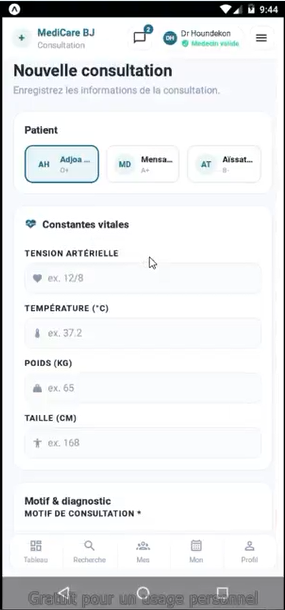 9:44
MediCare BJ
Consultation
2
DH
Dr Houndekon
Médecin validé
Nouvelle consultation
Enregistrez les informations de la consultation.
Patient
AH
Adjoa ...
O+
MD
Mensa...
A+
AT
Aïssat...
B-
Constantes vitales
TENSION ARTÉRIELLE
ex. 12/8
TEMPÉRATURE (°C)
ex. 37.2
POIDS (KG)
ex. 65
TAILLE (CM)
ex. 168
Motif & diagnostic
MOTIF DE CONSULTATION *
Tableau
Recherche
Mes
Mon
Profil
Gratuit pour un usage personnel